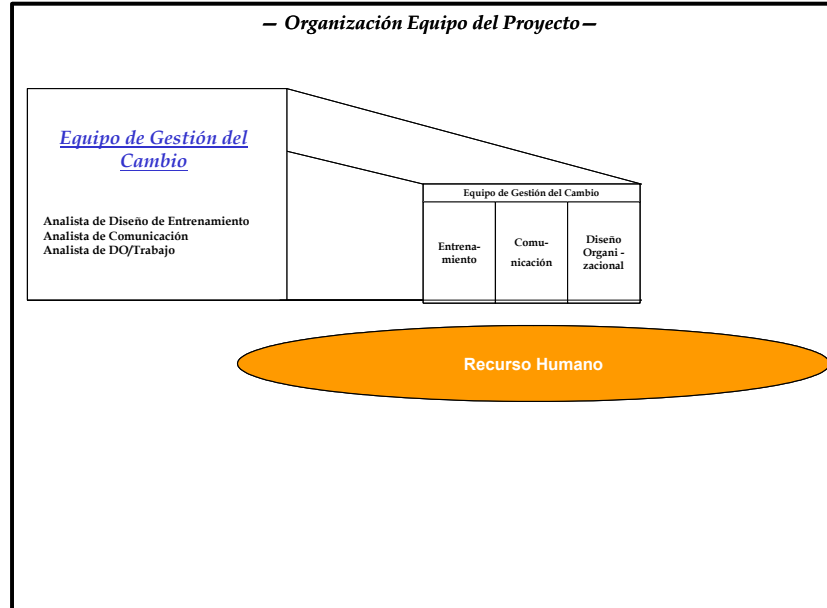 — Organización Equipo del Proyecto—
Equipo de Gestión del
Cambio
Analista de Diseño de Entrenamiento
Analista de Comunicación
Analista de DO/Trabajo
Equipo de Gestión del Cambio
Entrena-
miento
Comu-
nicación
Diseño
Organi -
zacional
Recurso Humano